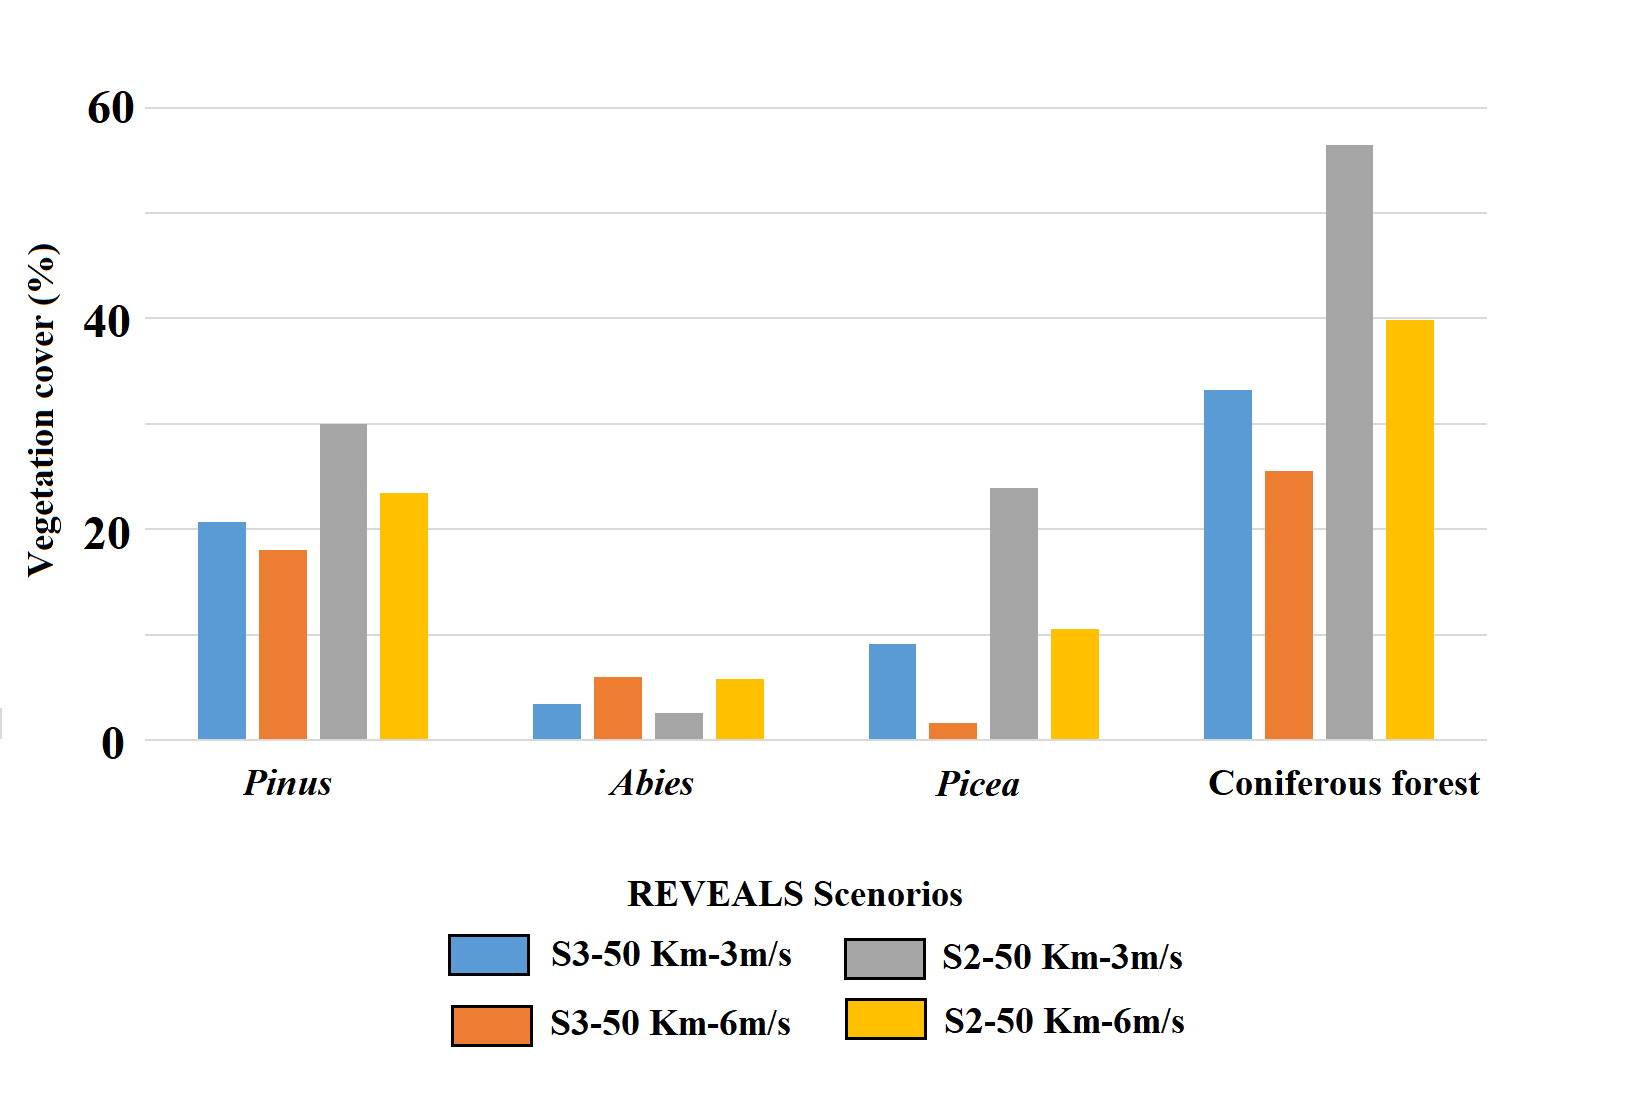 60
40
20
0
Vegetation cover (%)
Pinus
Abies
Picea
Coniferous forest
REVEALS Scenorios
S3-50 Km-3m/s
S2-50 Km-3m/s
S3-50 Km-6m/s
S2-50 Km-6m/s